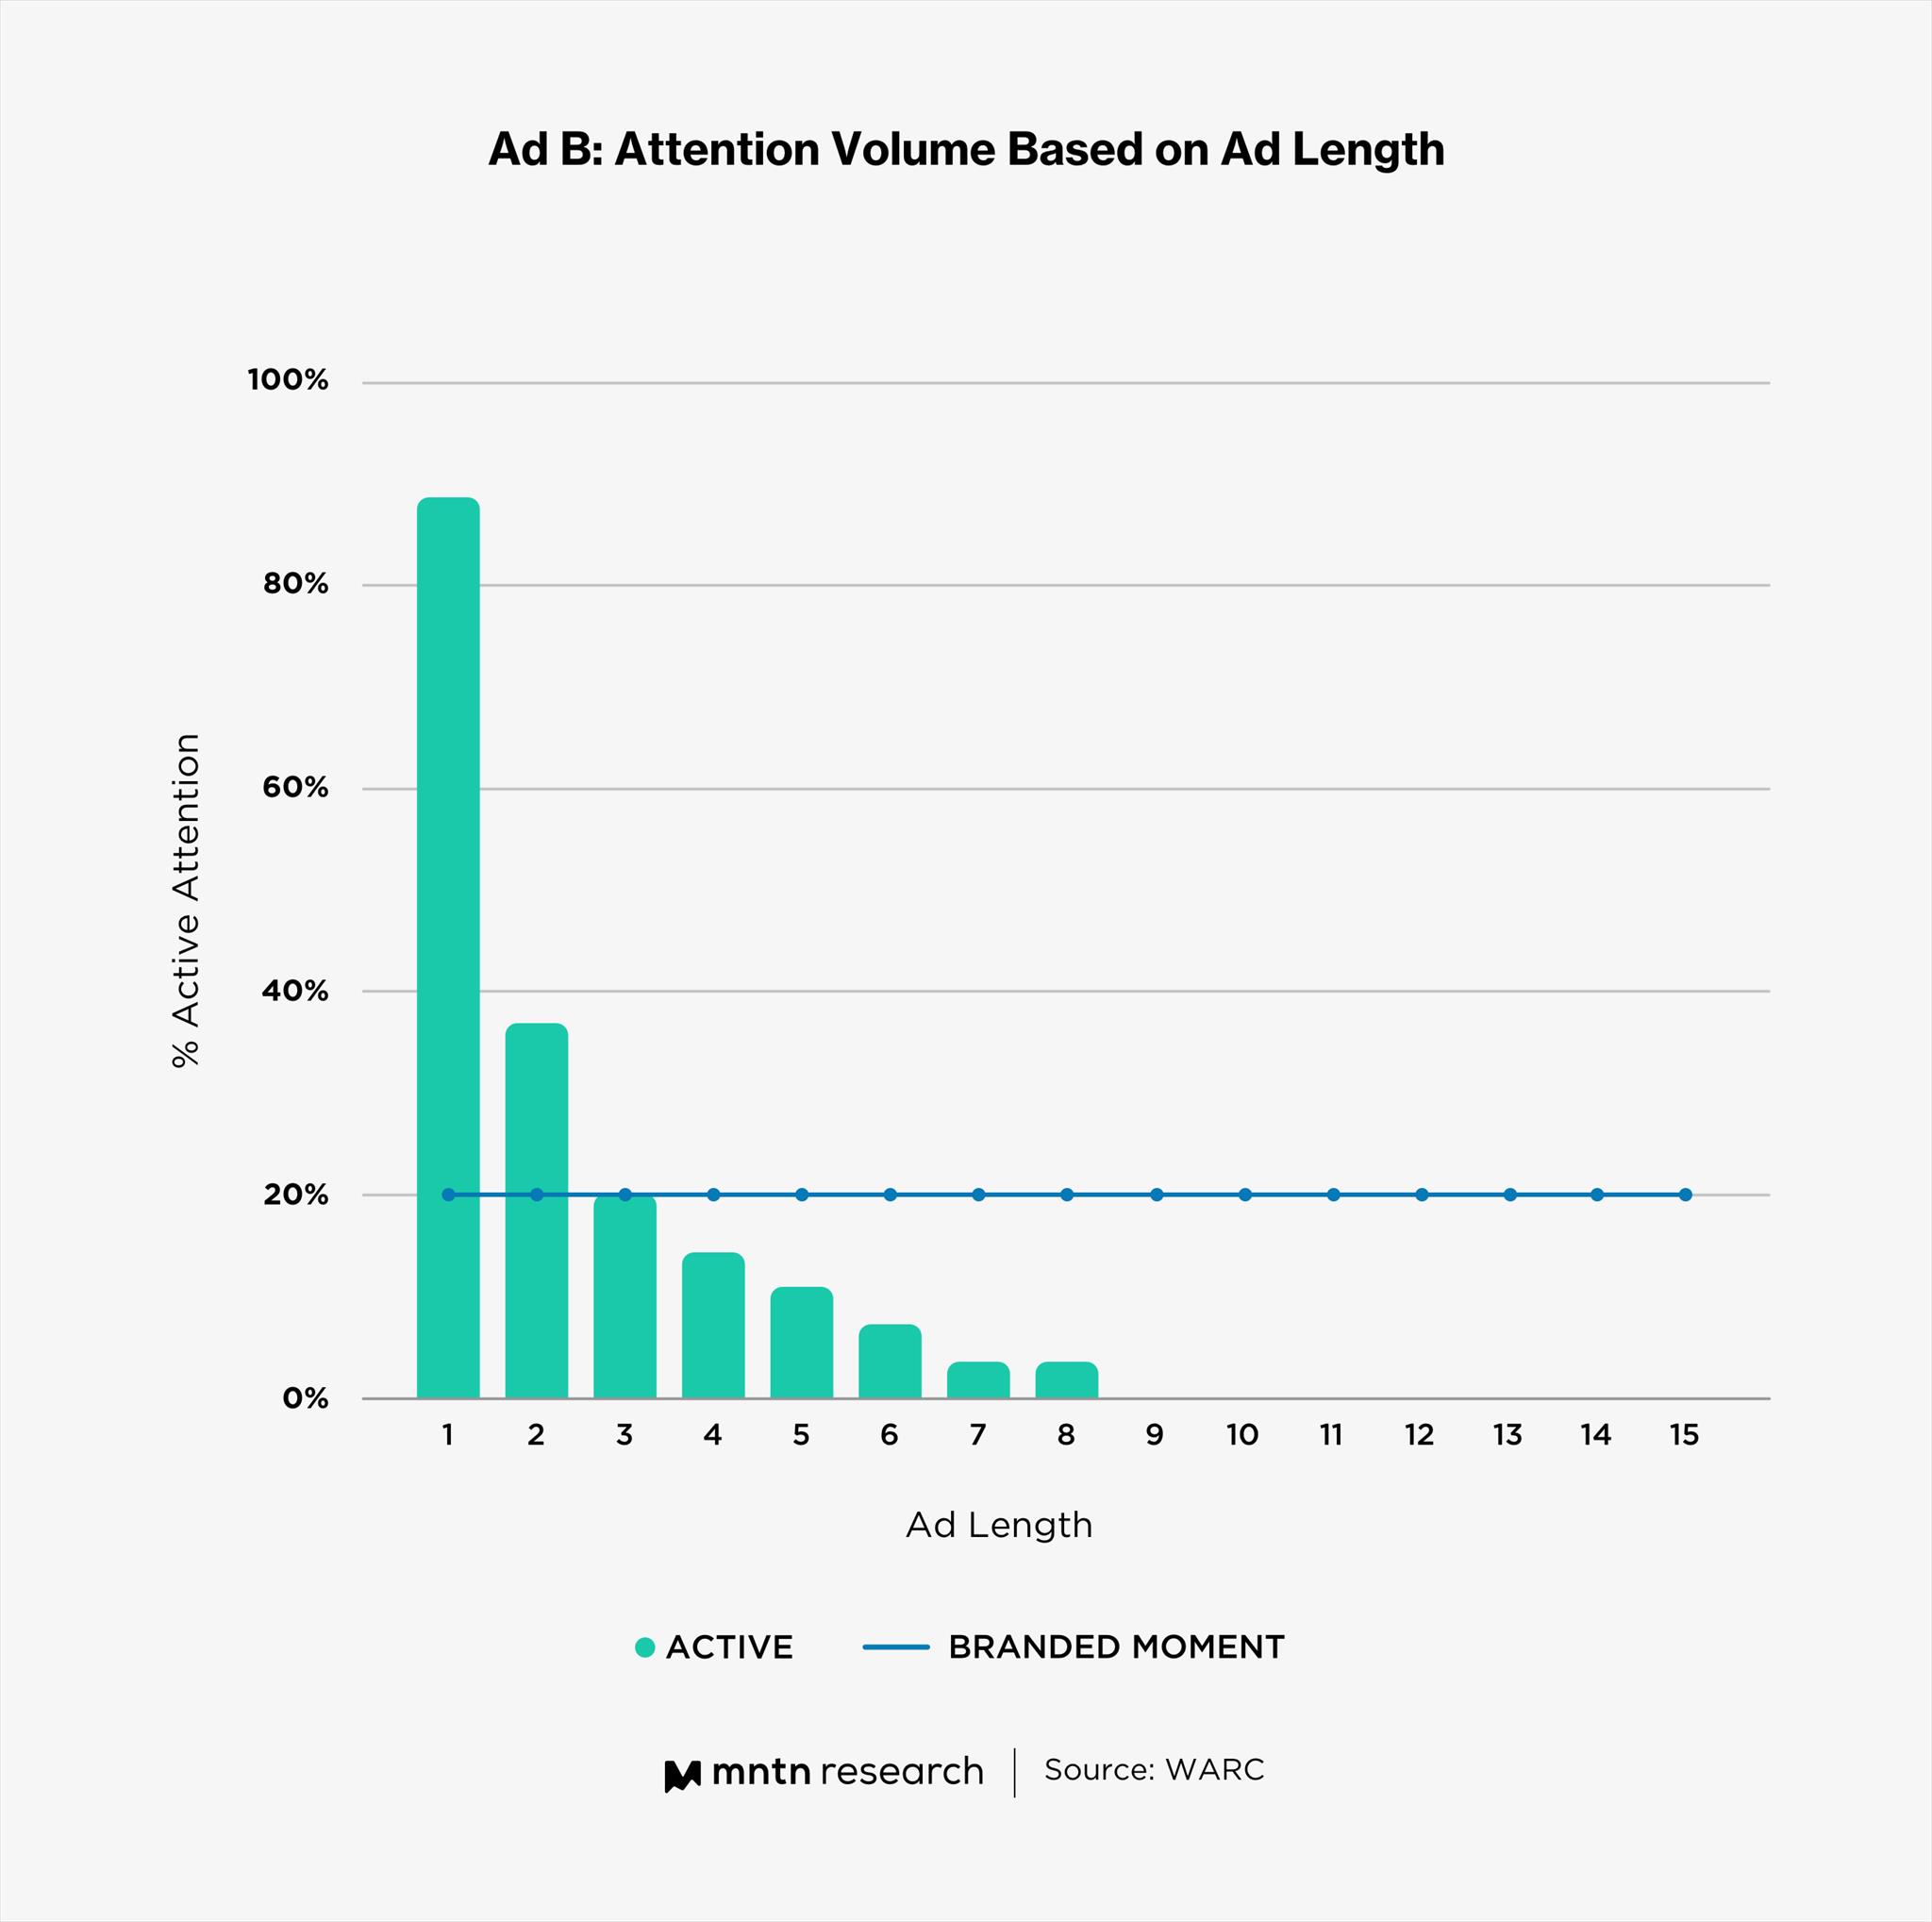 Ad B: Attention Volume Based on Ad Length
100%
80%
60%
40%
20%
0%
% Active Attention
1 2 3 4 5 6 7 8 9 10 11 12 13 14 15
Ad Length
ACTIVE BRANDED MOMENT
mntn research Source: WARC